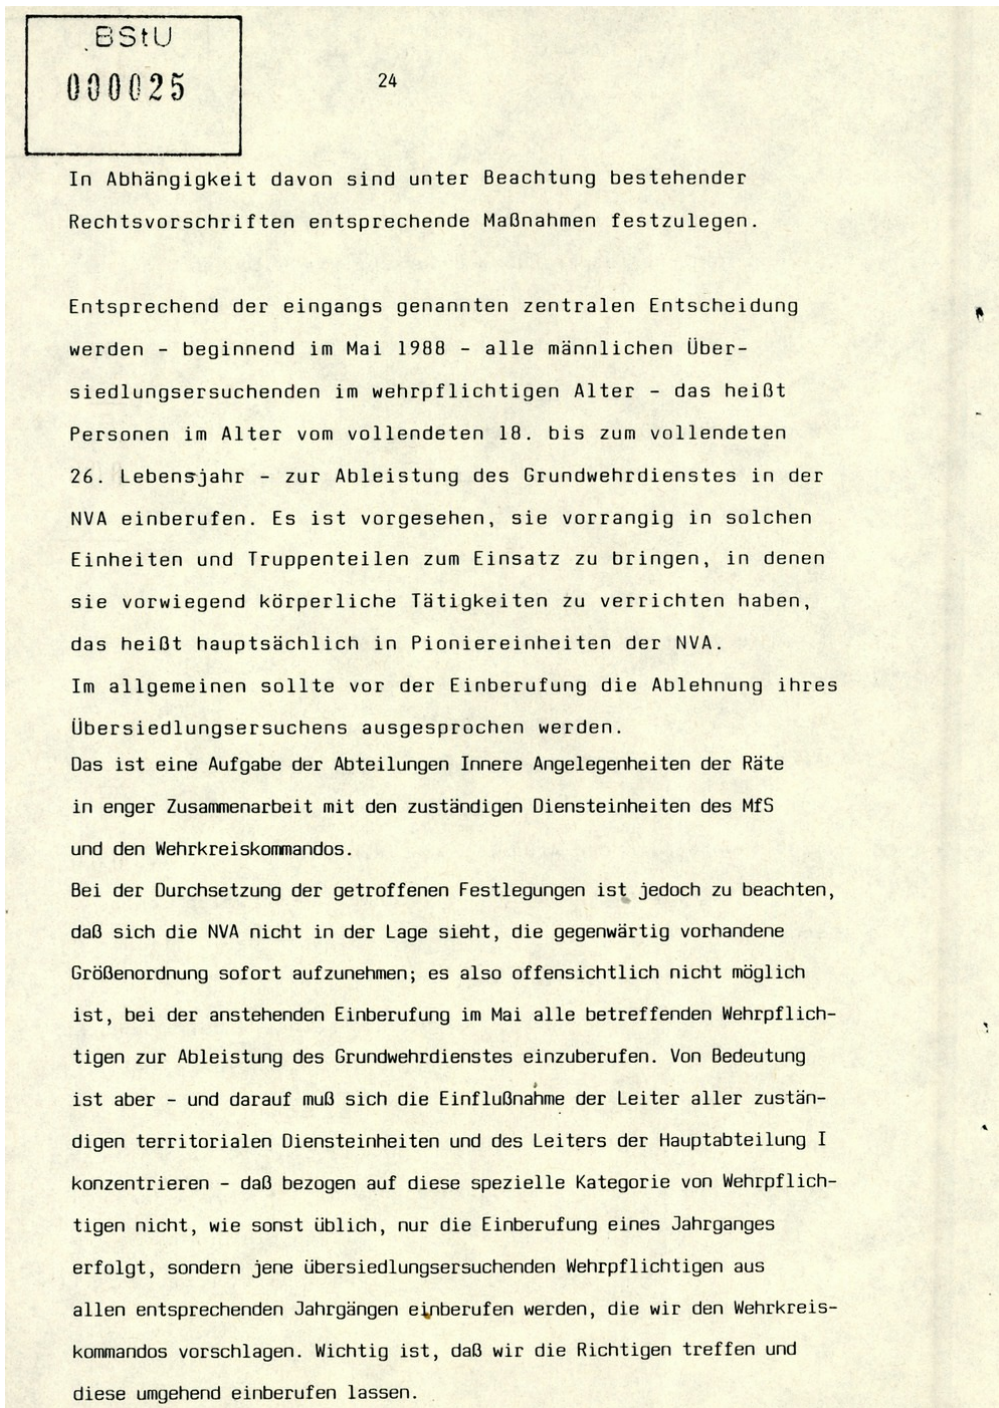 BStU
000025
24
In Abhängigkeit davon sind unter Beachtung bestehender
Rechtsvorschriften entsprechende Maßnahmen festzulegen.
Entsprechend der eingangs genannten zentralen Entscheidung
werden - beginnend im Mai 1988 - alle männlichen Über-
siedlungsersuchenden im wehrpflichtigen Alter - das heißt
Personen im Alter vom vollendeten 18. bis zum vollendeten
26. Lebensjahr - zur Ableistung des Grundwehrdienstes in der
NVA einberufen. Es ist vorgesehen, sie vorrangig in solchen
Einheiten und Truppenteilen zum Einsatz zu bringen, in denen
sie vorwiegend körperliche Tätigkeiten zu verrichten haben,
das heißt hauptsächlich in Pioniereinheiten der NVA.
Im allgemeinen sollte vor der Einberufung die Ablehnung ihres
Übersiedlungsersuchens ausgesprochen werden.
Das ist eine Aufgabe der Abteilungen Innere Angelegenheiten der Räte
in enger Zusammenarbeit mit den zuständigen Diensteinheiten des MfS
und den Wehrkreiskommandos.
Bei der Durchsetzung der getroffenen Festlegungen ist jedoch zu beachten,
daß sich die NVA nicht in der Lage sieht, die gegenwärtig vorhandene
Größenordnung sofort aufzunehmen; es also offensichtlich nicht möglich
ist, bei der anstehenden Einberufung im Mai alle betreffenden Wehrpflich-
tigen zur Ableistung des Grundwehrdienstes einzuberufen. Von Bedeutung
ist aber - und darauf muß sich die Einflußnahme der Leiter aller zustän-
digen territorialen Diensteinheiten und des Leiters der Hauptabteilung I
konzentrieren - daß bezogen auf diese spezielle Kategorie von Wehrpflich-
tigen nicht, wie sonst üblich, nur die Einberufung eines Jahrganges
erfolgt, sondern jene übersiedlungsersuchenden Wehrpflichtigen aus
allen entsprechenden Jahrgängen einberufen werden, die wir den Wehrkreis-
kommandos vorschlagen. Wichtig ist, daß wir die Richtigen treffen und
diese umgehend einberufen lassen.